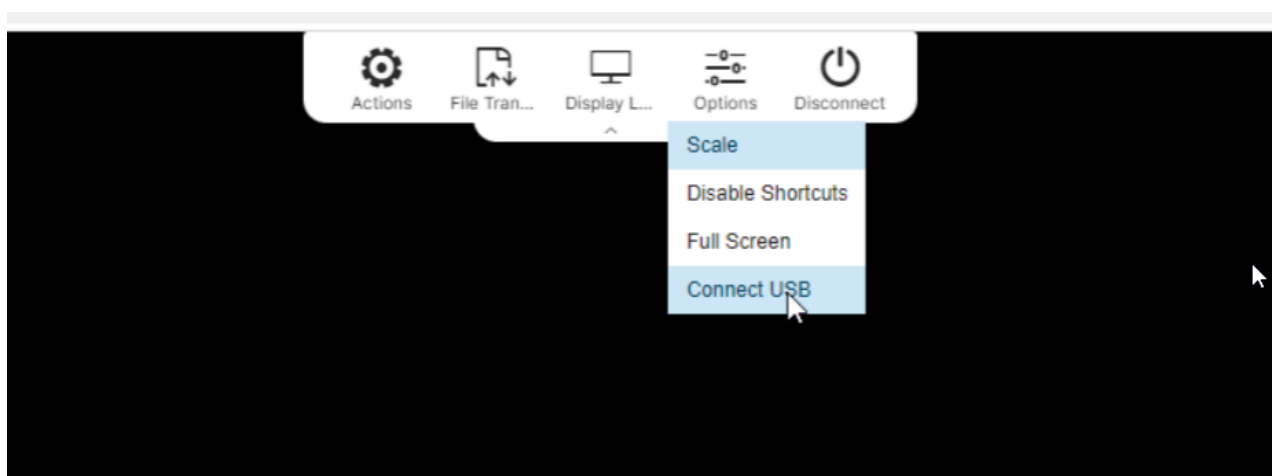 Actions File Tran... Display L... Options Disconnect
Scale
Disable Shortcuts
Full Screen
Connect USB